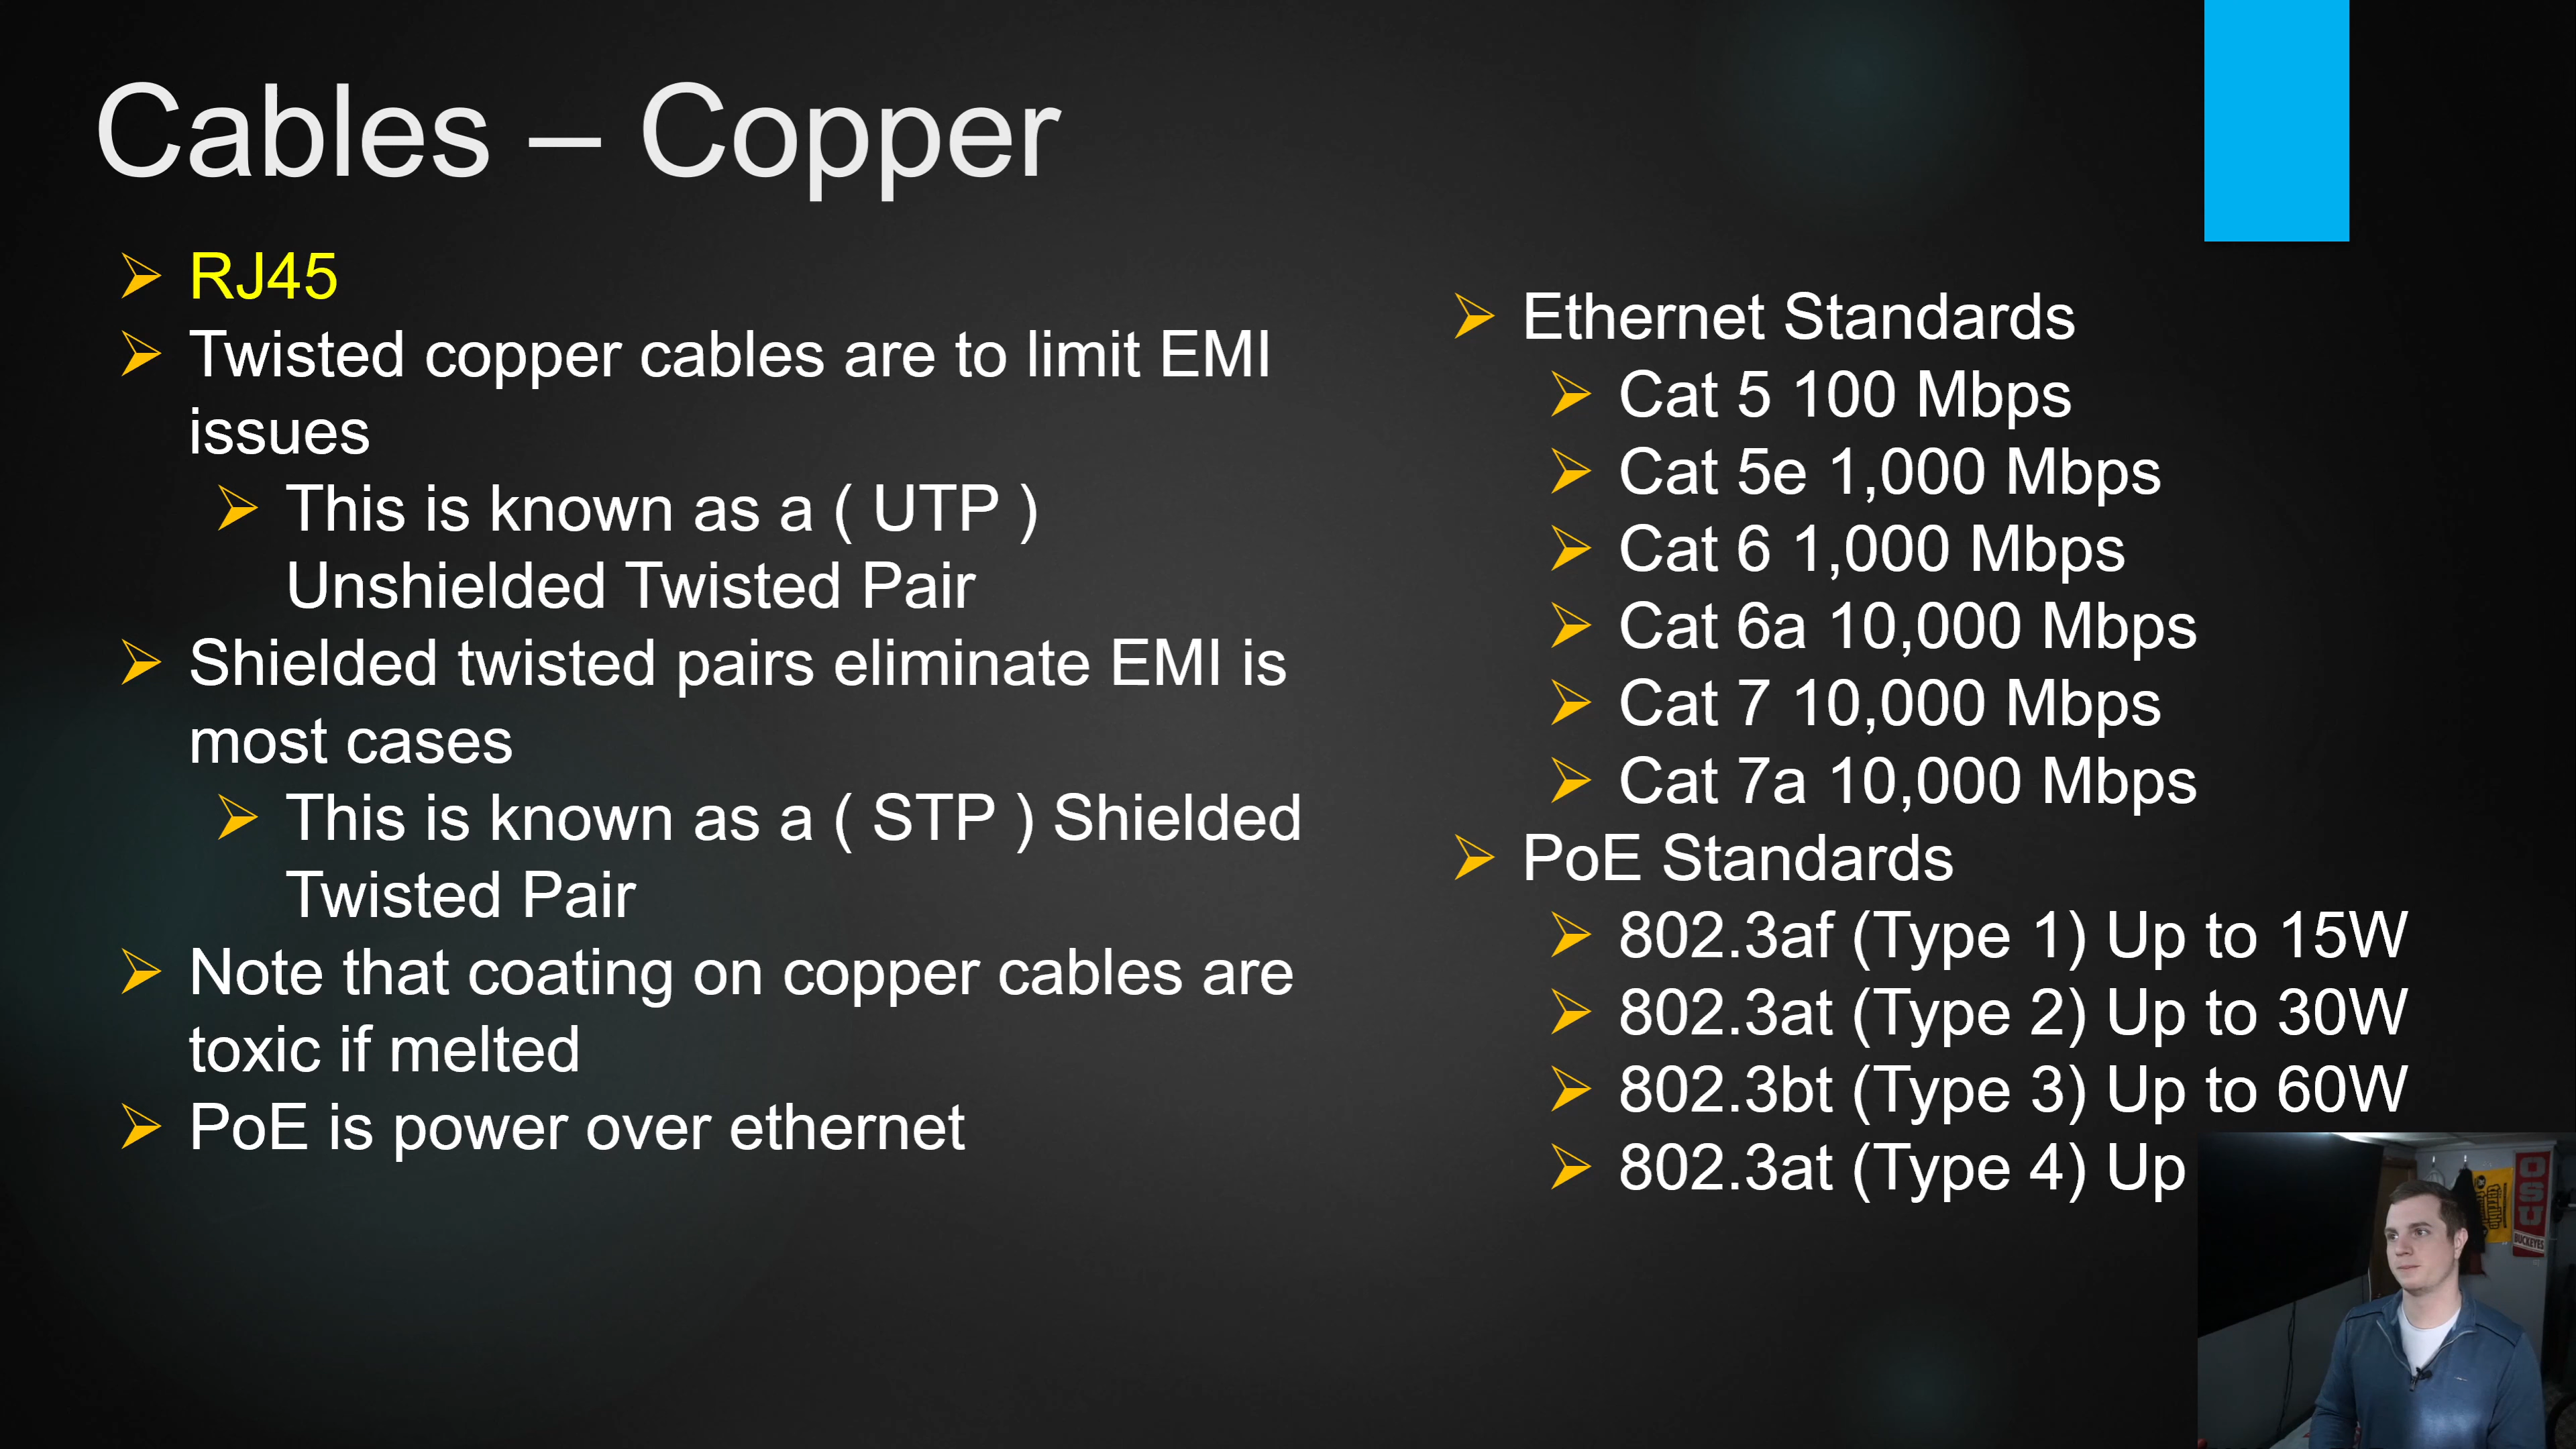 Cables – Copper
RJ45
Twisted copper cables are to limit EMI
issues
This is known as a ( UTP )
Unshielded Twisted Pair
Shielded twisted pairs eliminate EMI is
most cases
This is known as a ( STP ) Shielded
Twisted Pair
Note that coating on copper cables are
toxic if melted
PoE is power over ethernet
Ethernet Standards
Cat 5 100 Mbps
Cat 5e 1,000 Mbps
Cat 6 1,000 Mbps
Cat 6a 10,000 Mbps
Cat 7 10,000 Mbps
Cat 7a 10,000 Mbps
PoE Standards
802.3af (Type 1) Up to 15W
802.3at (Type 2) Up to 30W
802.3bt (Type 3) Up to 60W
802.3at (Type 4) Up
OSU
BUCKEYES